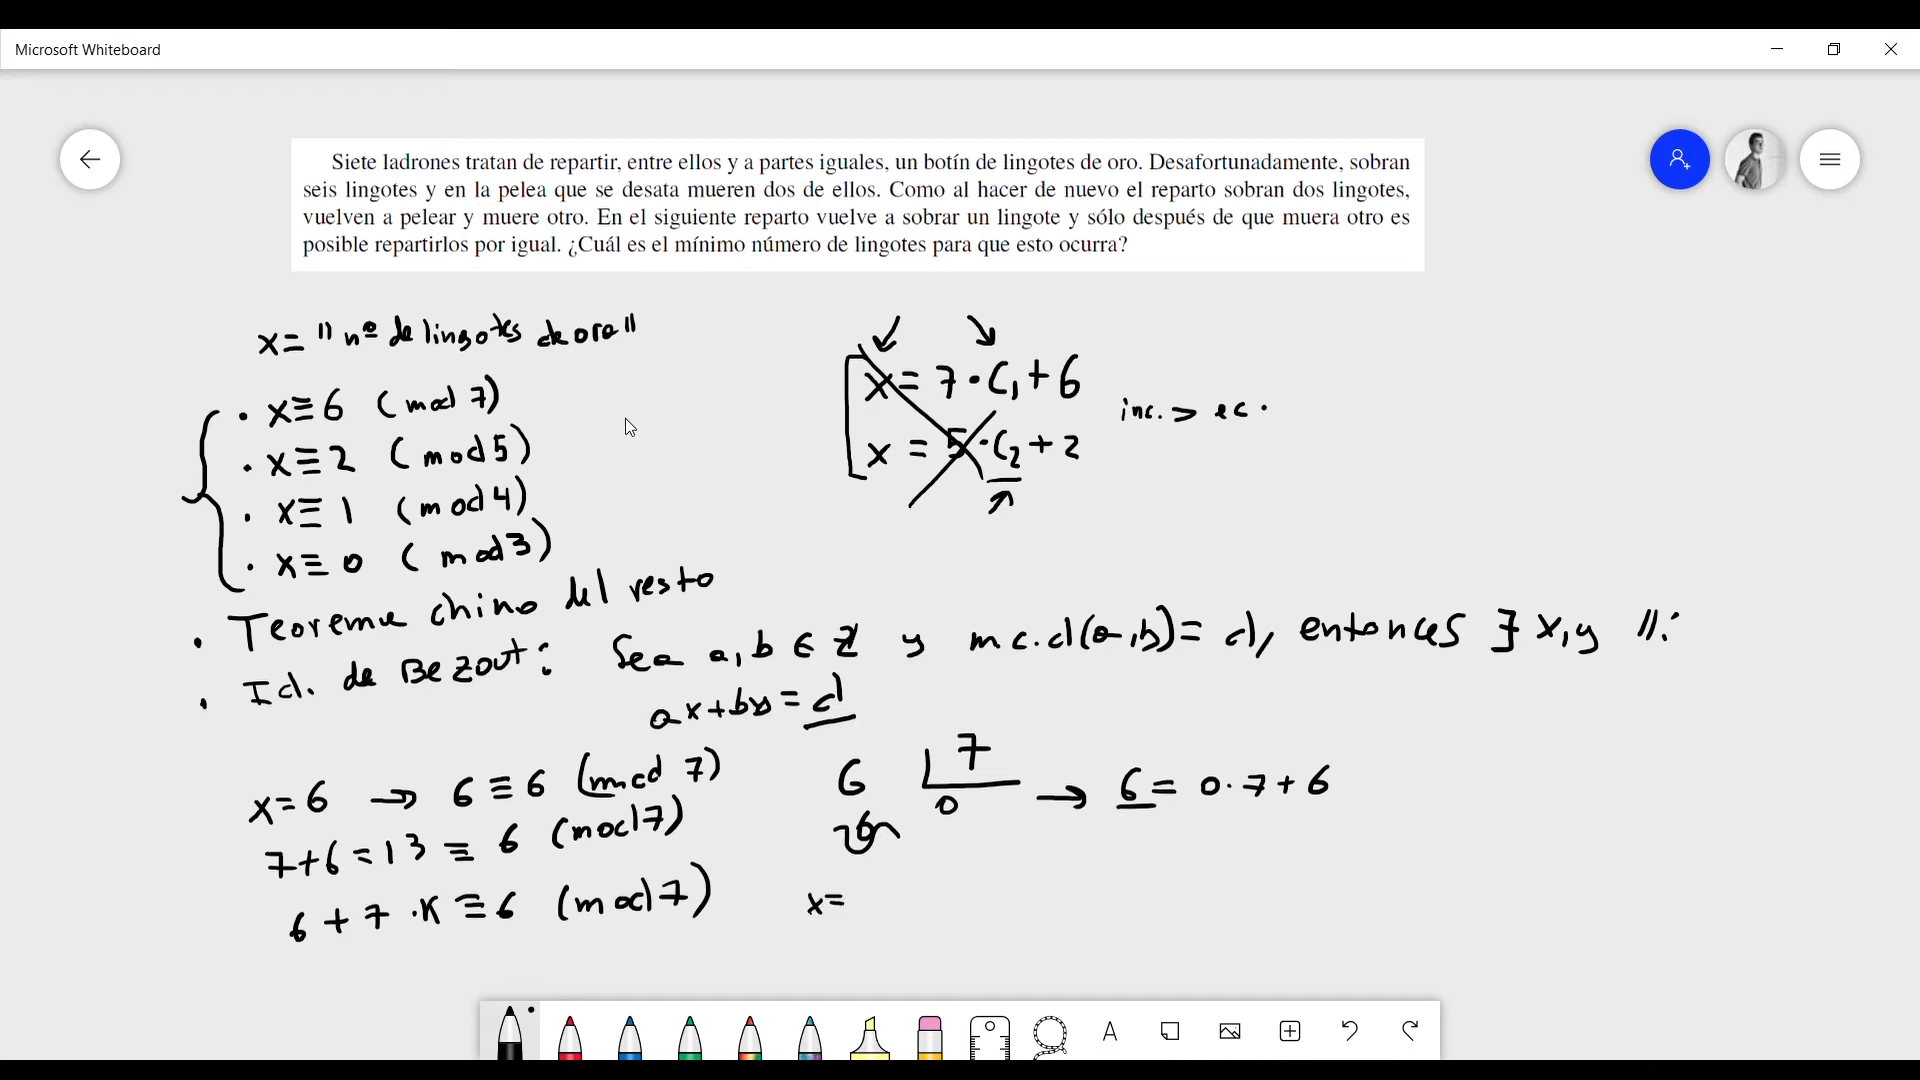 Microsoft Whiteboard
Siete ladrones tratan de repartir, entre ellos y a partes iguales, un botín de lingotes de oro. Desafortunadamente, sobran
seis lingotes y en la pelea que se desata mueren dos de ellos. Como al hacer de nuevo el reparto sobran dos lingotes,
vuelven a pelear y muere otro. En el siguiente reparto vuelve a sobrar un lingote y sólo después de que muera otro es
posible repartirlos por igual. ¿Cuál es el mínimo número de lingotes para que esto ocurra?
x = " nº de lingotes de oro "
• x ≡ 6 (mod 7)
• x ≡ 2 (mod 5)
• x ≡ 1 (mod 4)
• x ≡ 0 (mod 3)
x = 7 · C₁ + 6
x = 5 · C₂ + 2
inc. > ec.
• Teorema chino del resto
• Id. de Bezout: Sea a, b ∈ ℤ y m.c.d(a,b) = d, entonces ∃ x, y //:
ax + by = d
x = 6 → 6 ≡ 6 (mod 7)
7 + 6 = 13 ≡ 6 (mod 7)
6 + 7 · K ≡ 6 (mod 7)
6 7
6 0
→ 6 = 0 · 7 + 6
x =
A